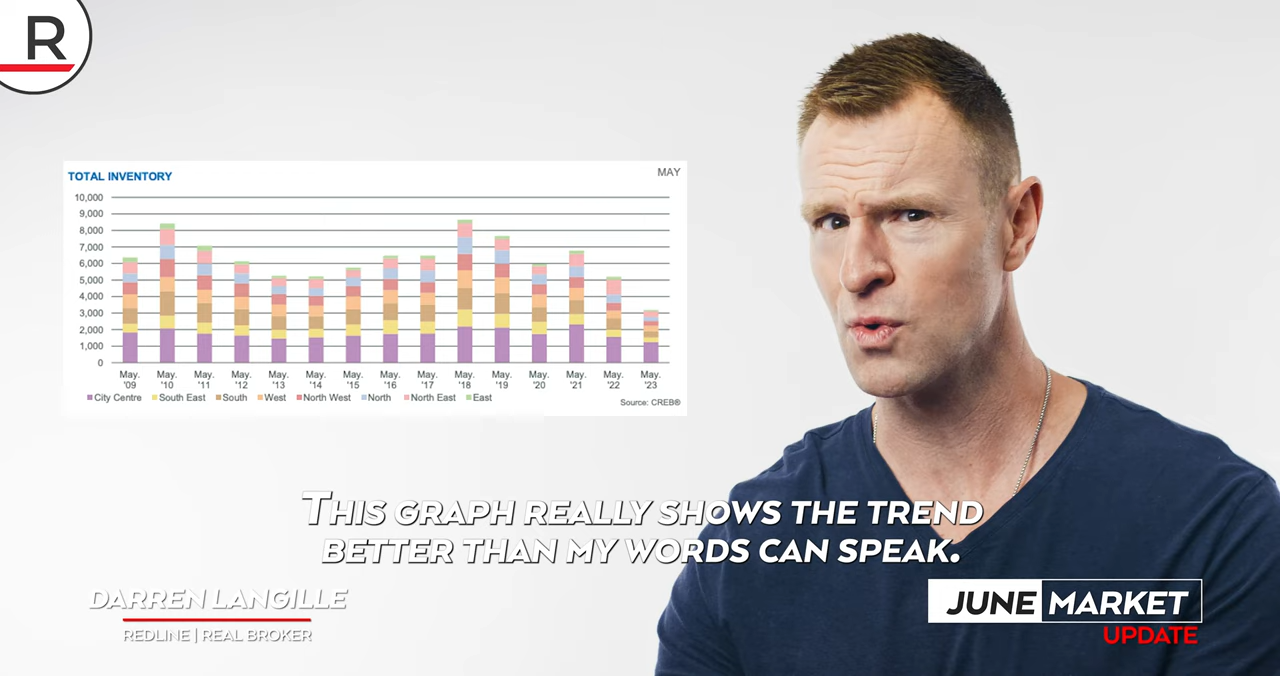 R
TOTAL INVENTORY
MAY
10,000
9,000
8,000
7,000
6,000
5,000
4,000
3,000
2,000
1,000
0
May. '09 May. '10 May. '11 May. '12 May. '13 May. '14 May. '15 May. '16 May. '17 May. '18 May. '19 May. '20 May. '21 May. '22 May. '23
City Centre South East South West North West North North East East
Source: CREB®
THIS GRAPH REALLY SHOWS THE TREND
BETTER THAN MY WORDS CAN SPEAK.
DARREN LANGILLE
REDLINE | REAL BROKER
JUNE MARKET
UPDATE